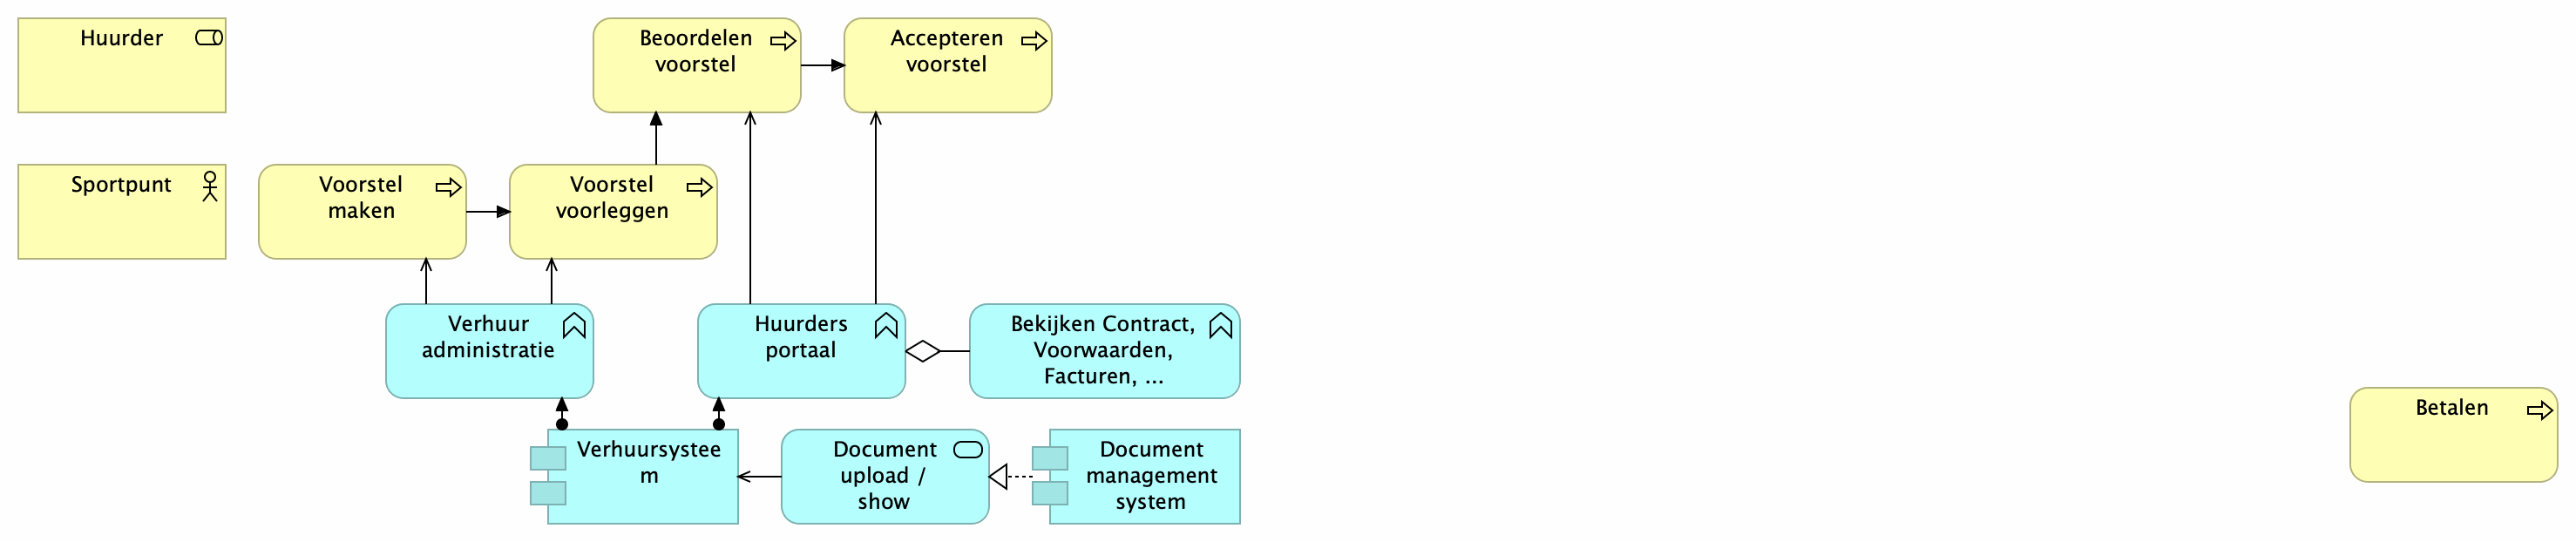 Huurder
Beoordelen
voorstel
Accepteren
voorstel
Sportpunt
Voorstel
maken
Voorstel
voorleggen
Verhuur
administratie
Huurders
portaal
Bekijken Contract,
Voorwaarden,
Facturen, ...
Betalen
Verhuursystee
m
Document
upload /
show
Document
management
system